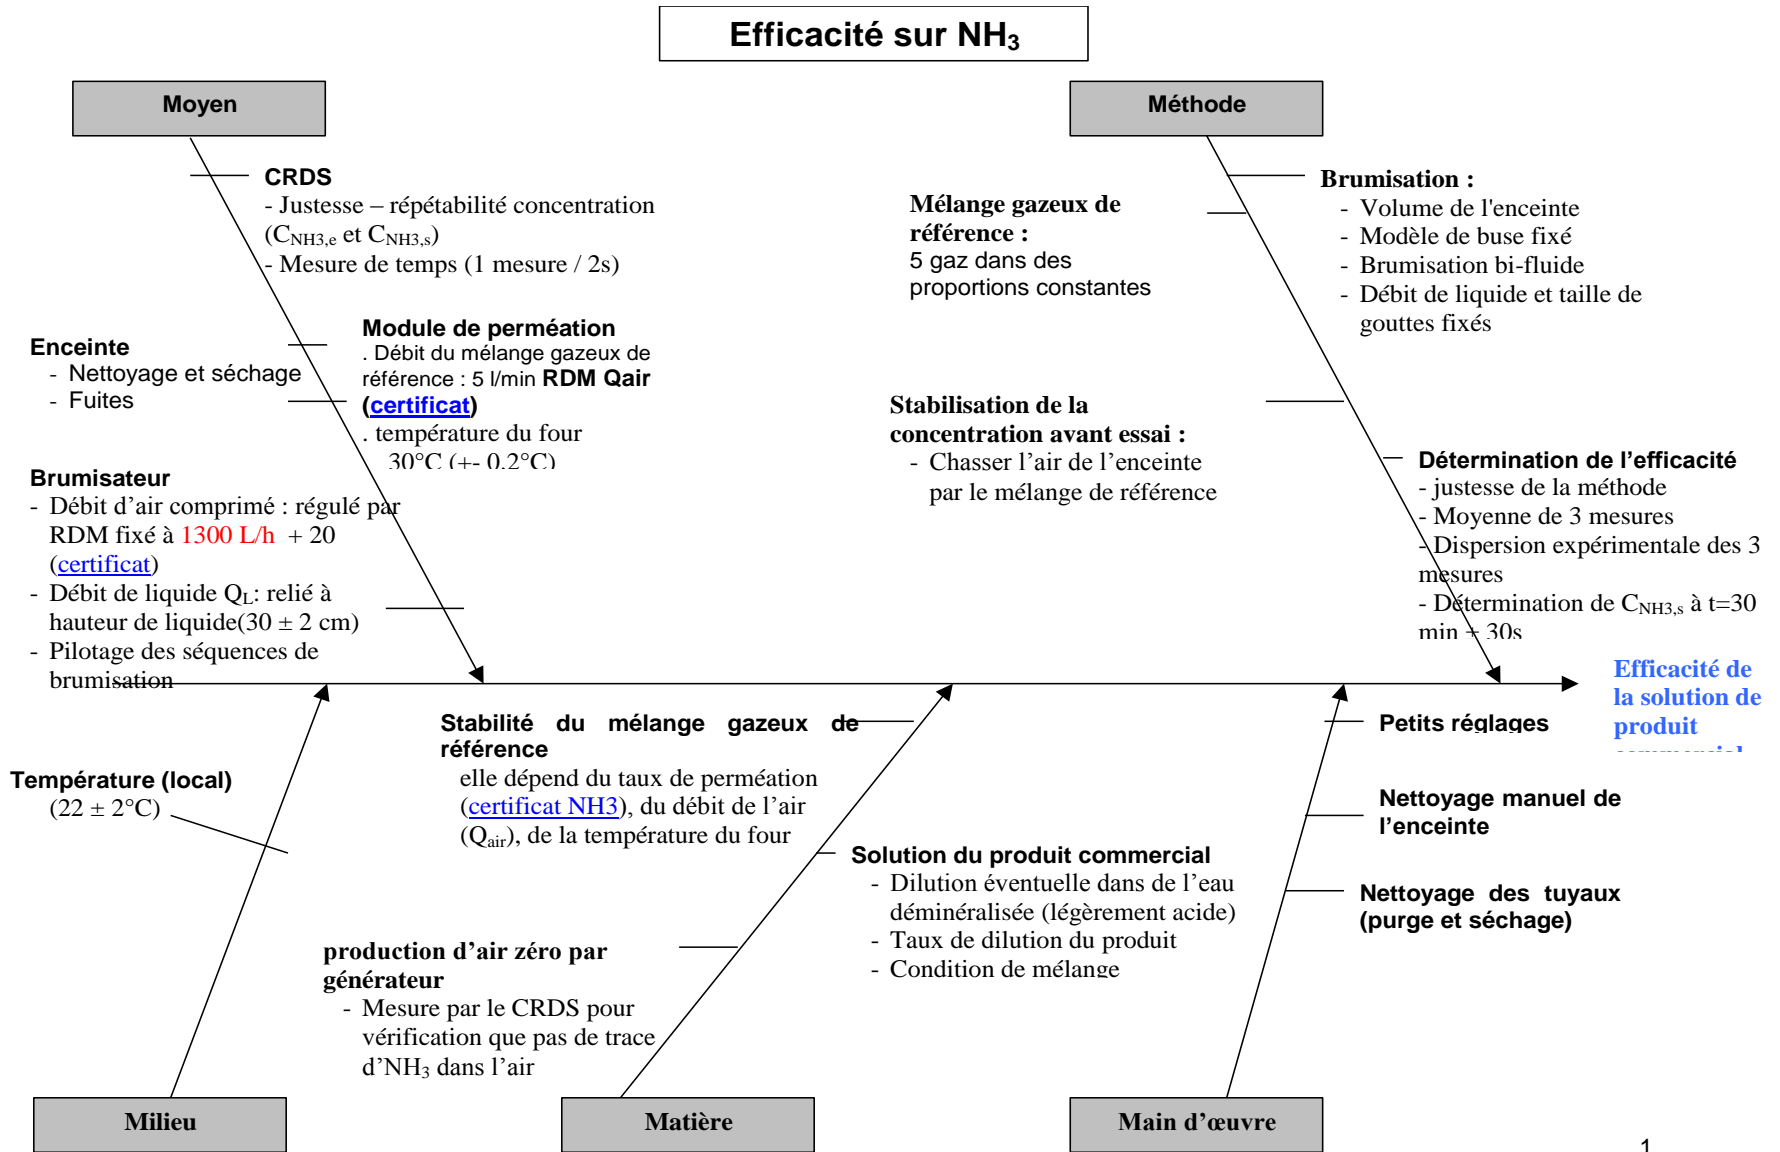 Efficacité sur NH₃
Moyen
Méthode
CRDS
- Justesse – répétabilité concentration
(C_NH3,e et C_NH3,s)
- Mesure de temps (1 mesure / 2s)
Mélange gazeux de
référence :
5 gaz dans des
proportions constantes
Brumisation :
- Volume de l'enceinte
- Modèle de buse fixé
- Brumisation bi-fluide
- Débit de liquide et taille de
gouttes fixés
Enceinte
- Nettoyage et séchage
- Fuites
Module de perméation
. Débit du mélange gazeux de
référence : 5 l/min RDM Qair
(certificat)
. température du four
30°C (+- 0.2°C)
Stabilisation de la
concentration avant essai :
- Chasser l’air de l’enceinte
par le mélange de référence
Brumisateur
- Débit d’air comprimé : régulé par
RDM fixé à 1300 L/h + 20
(certificat)
- Débit de liquide Q_L: relié à
hauteur de liquide(30 ± 2 cm)
- Pilotage des séquences de
brumisation
Détermination de l’efficacité
- justesse de la méthode
- Moyenne de 3 mesures
- Dispersion expérimentale des 3
mesures
- Détermination de C_NH3,s à t=30
min + 30s
Efficacité de
la solution de
produit
commercial
Température (local)
(22 ± 2°C)
Stabilité du mélange gazeux de
référence
elle dépend du taux de perméation
(certificat NH3), du débit de l’air
(Q_air), de la température du four
Petits réglages
Nettoyage manuel de
l’enceinte
Nettoyage des tuyaux
(purge et séchage)
Solution du produit commercial
- Dilution éventuelle dans de l’eau
déminéralisée (légèrement acide)
- Taux de dilution du produit
- Condition de mélange
production d’air zéro par
générateur
- Mesure par le CRDS pour
vérification que pas de trace
d’NH₃ dans l’air
Milieu
Matière
Main d’œuvre
1